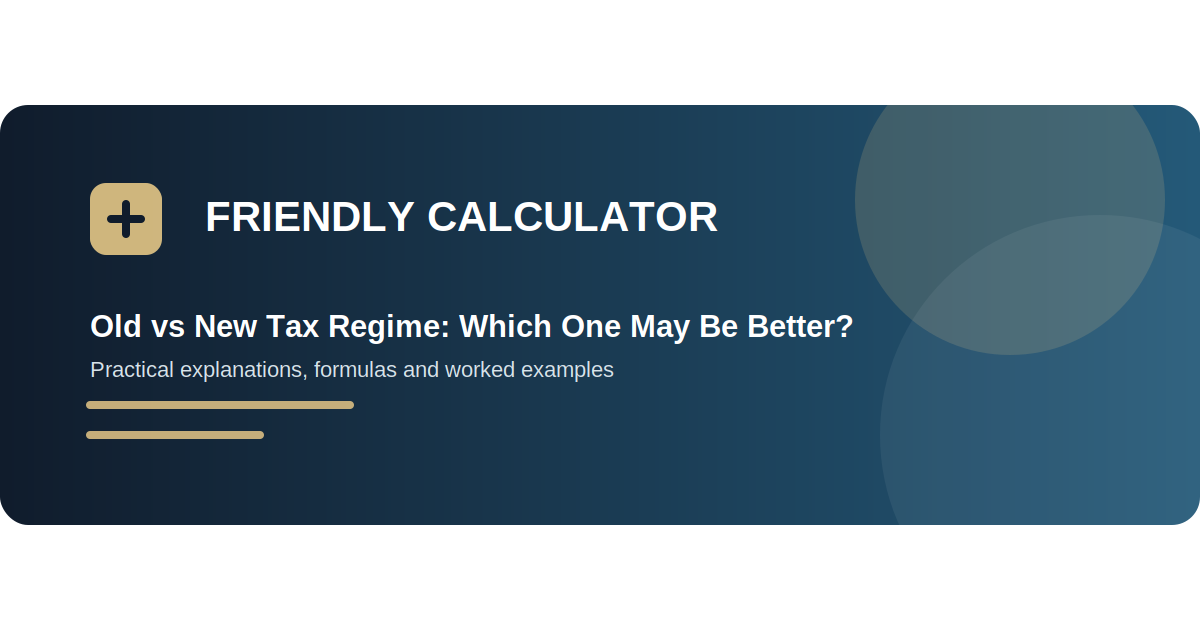 FRIENDLY CALCULATOR
Old vs New Tax Regime: Which One May Be Better?
Practical explanations, formulas and worked examples